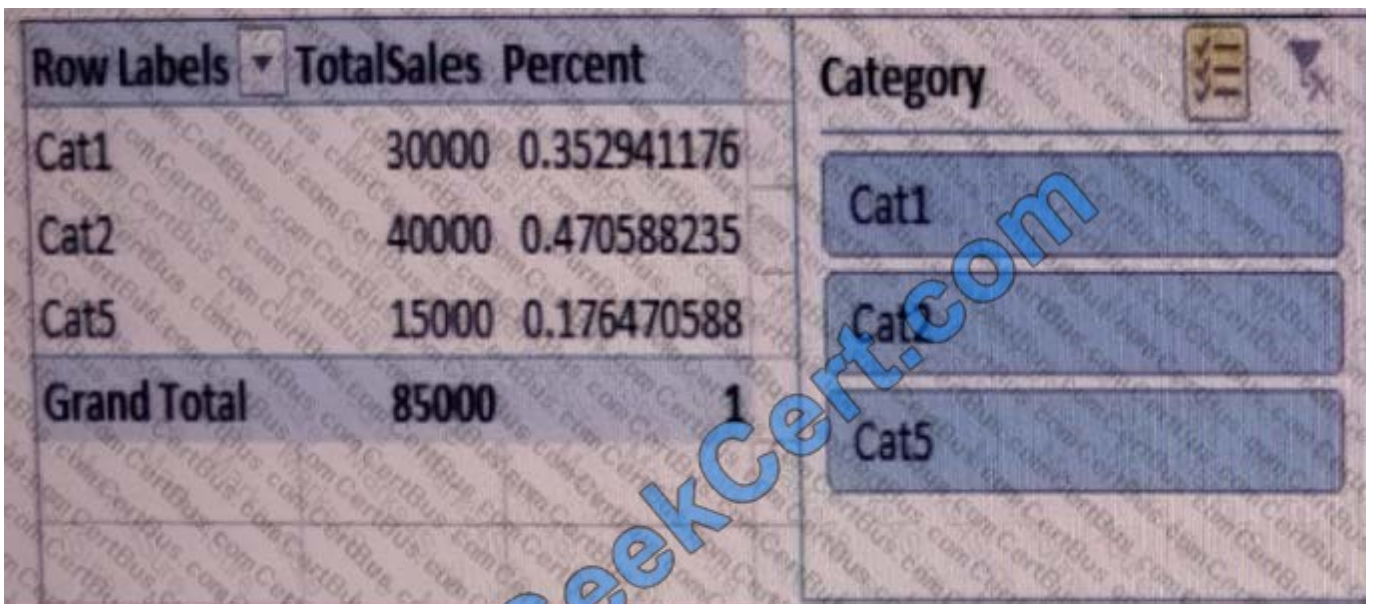 Row Labels TotalSales Percent
Cat1 30000 0.352941176
Cat2 40000 0.470588235
Cat5 15000 0.176470588
Grand Total 85000 1
Category
Cat1
Cat2
Cat5
SeekCert.com